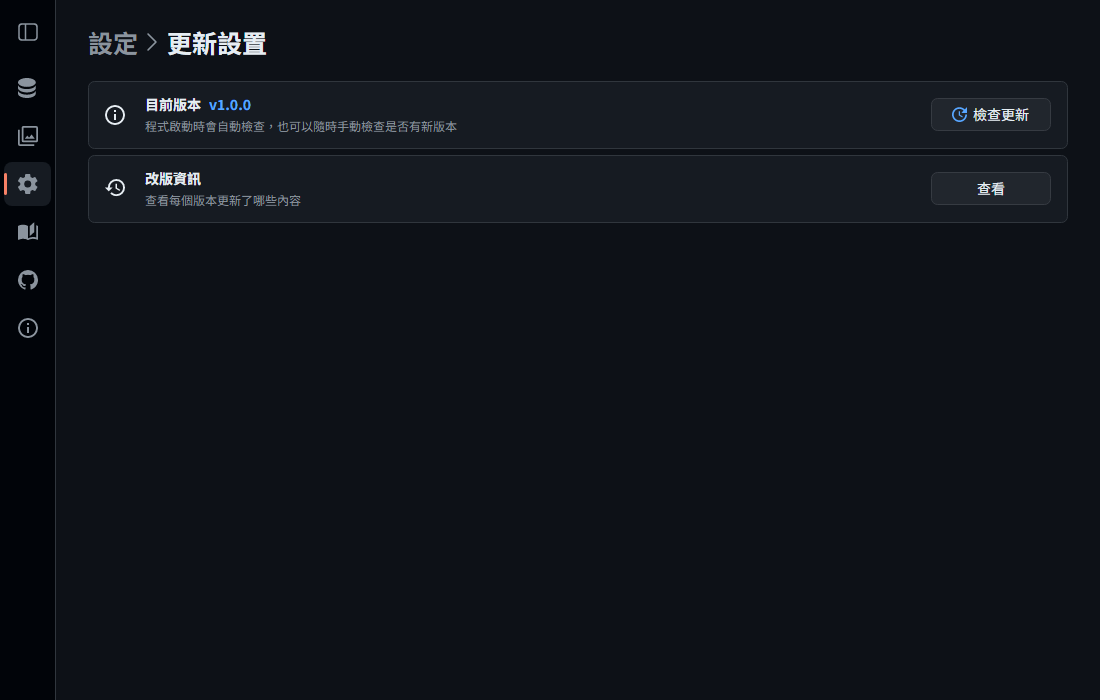 設定 > 更新設置
目前版本 v1.0.0
程式啟動時會自動檢查，也可以隨時手動檢查是否有新版本
檢查更新
改版資訊
查看每個版本更新了哪些內容
查看